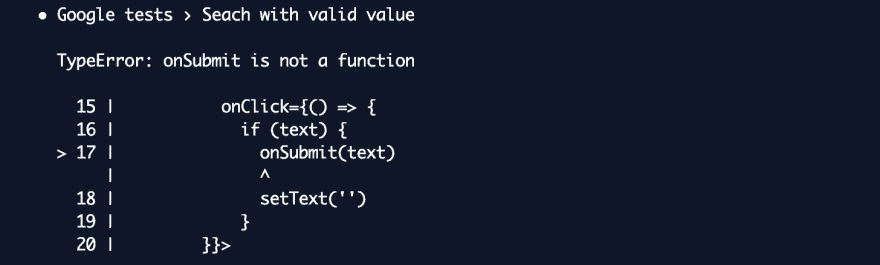 ● Google tests › Seach with valid value
TypeError: onSubmit is not a function
15 | onClick={() => {
16 | if (text) {
> 17 | onSubmit(text)
| ^
18 | setText('')
19 | }
20 | }}>